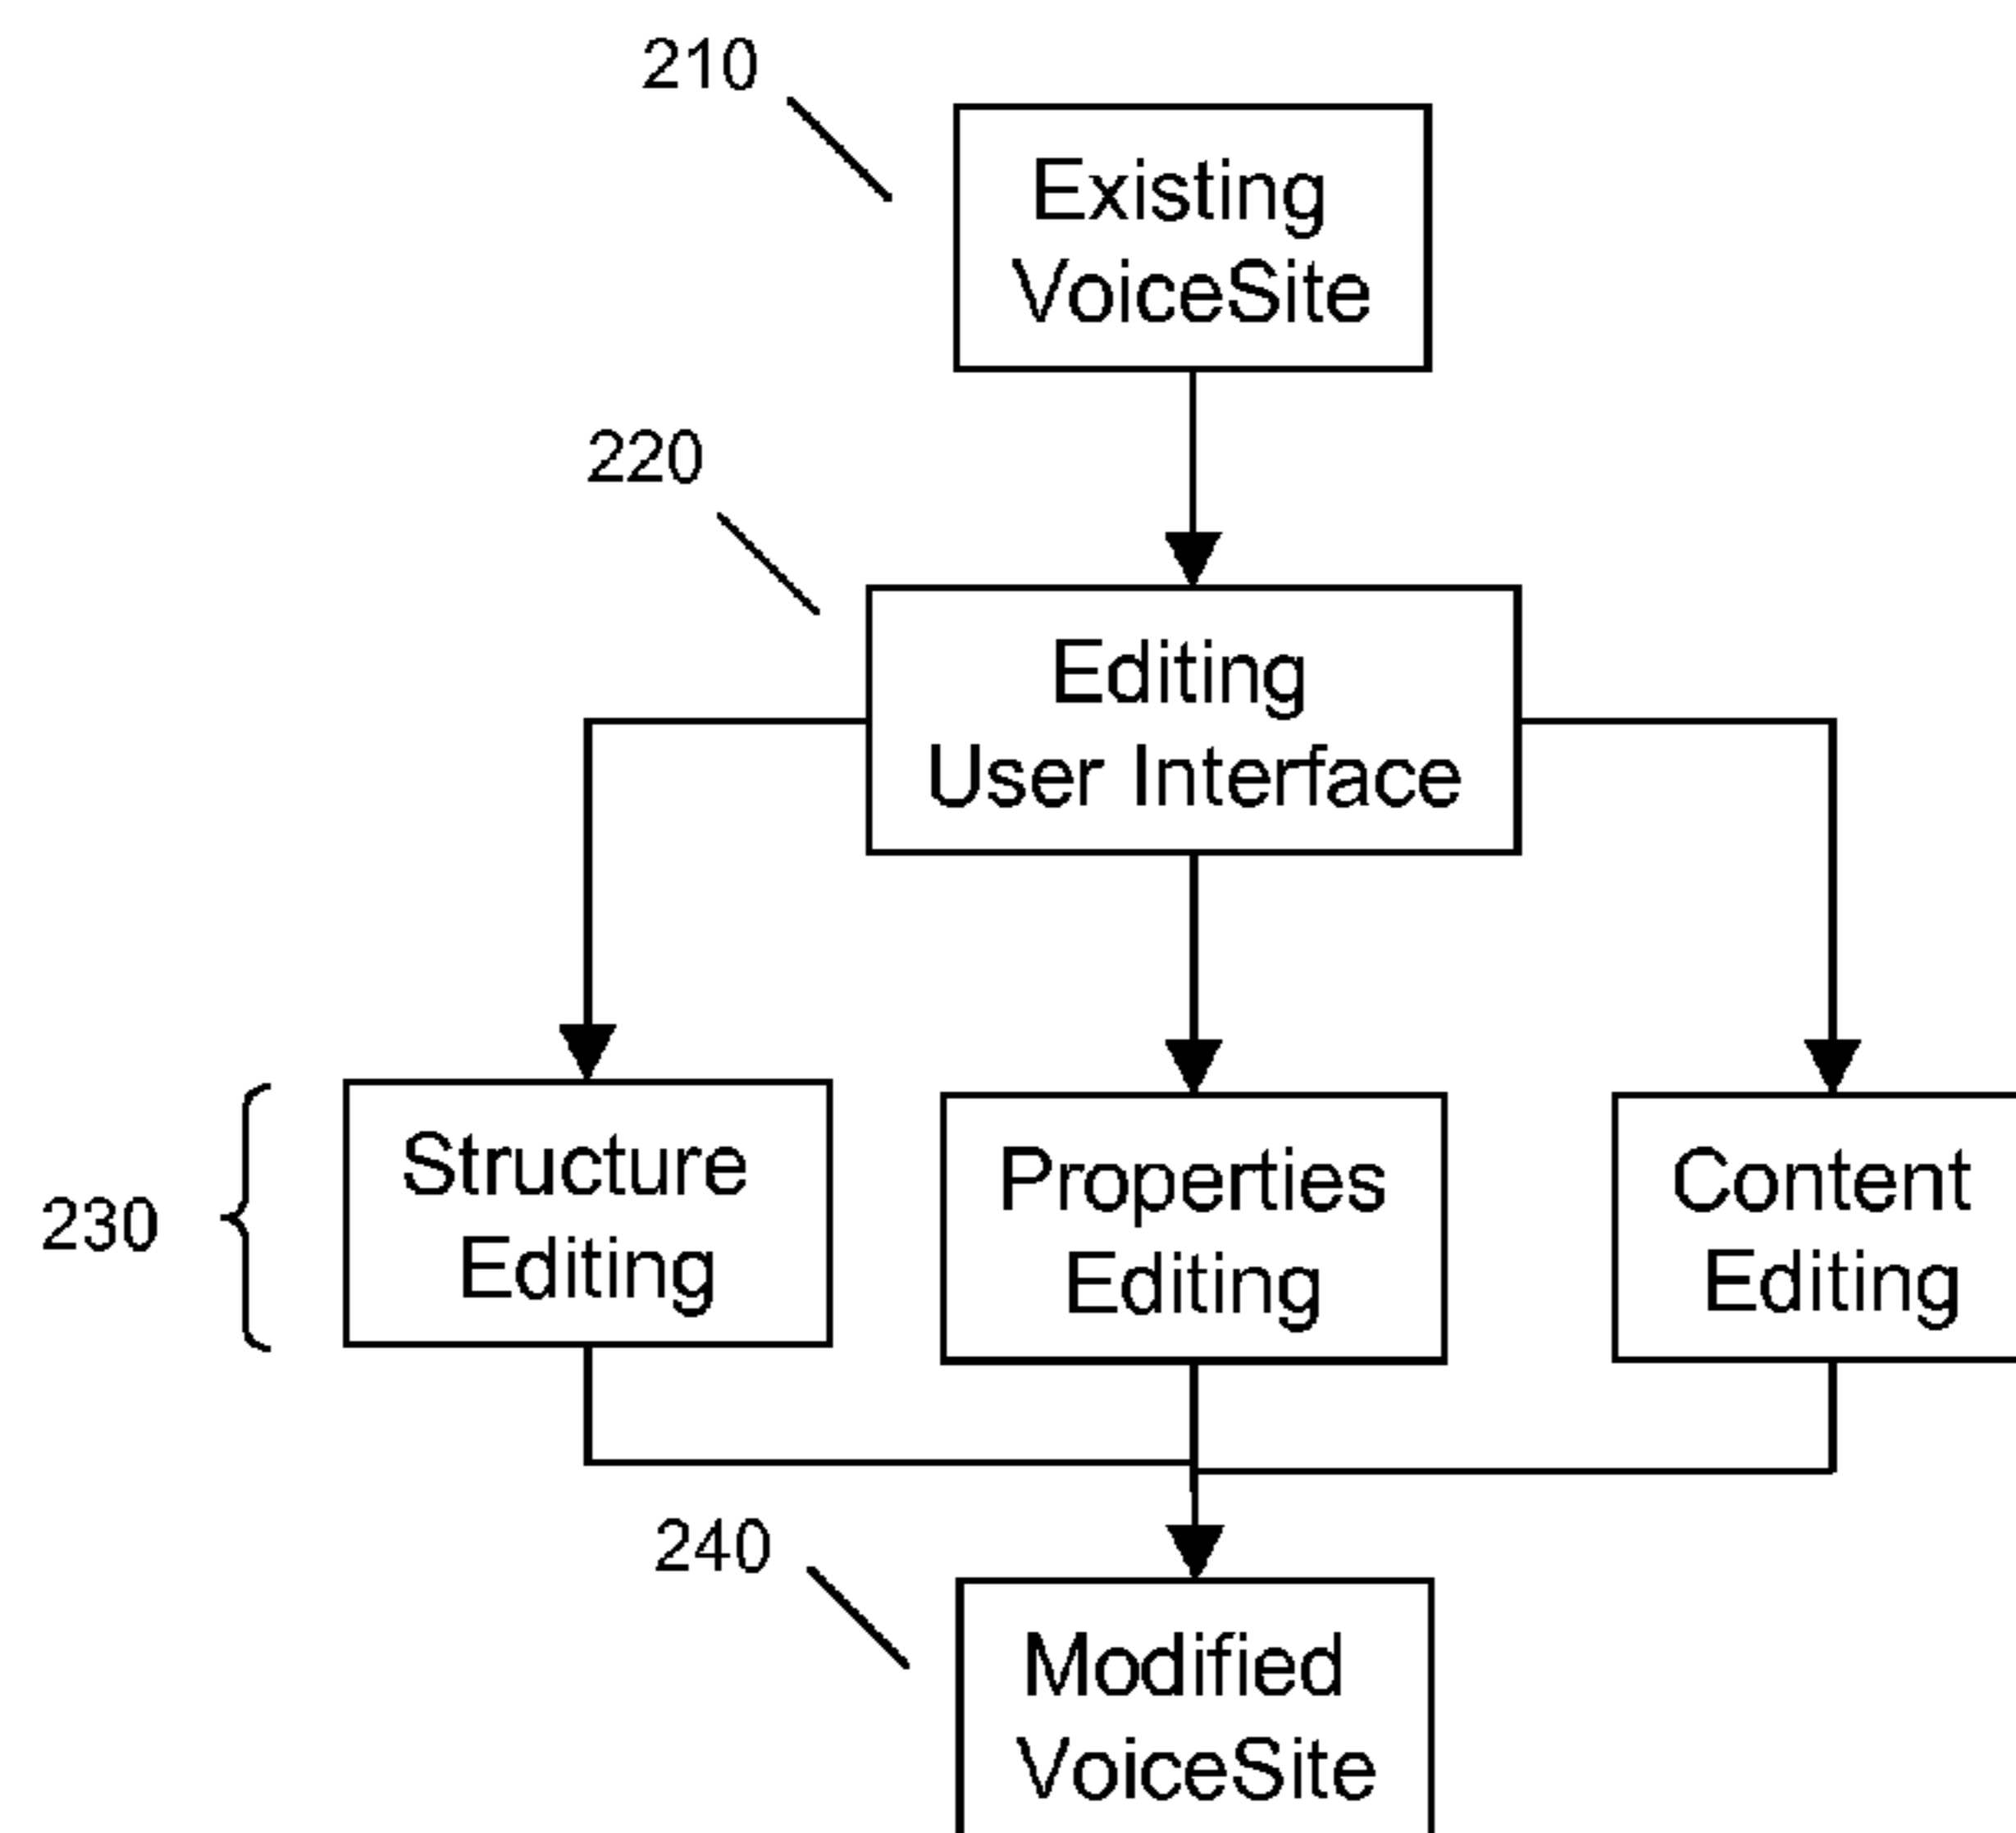 210
Existing
VoiceSite
220
Editing
User Interface
230
Structure
Editing
Properties
Editing
Content
Editing
240
Modified
VoiceSite